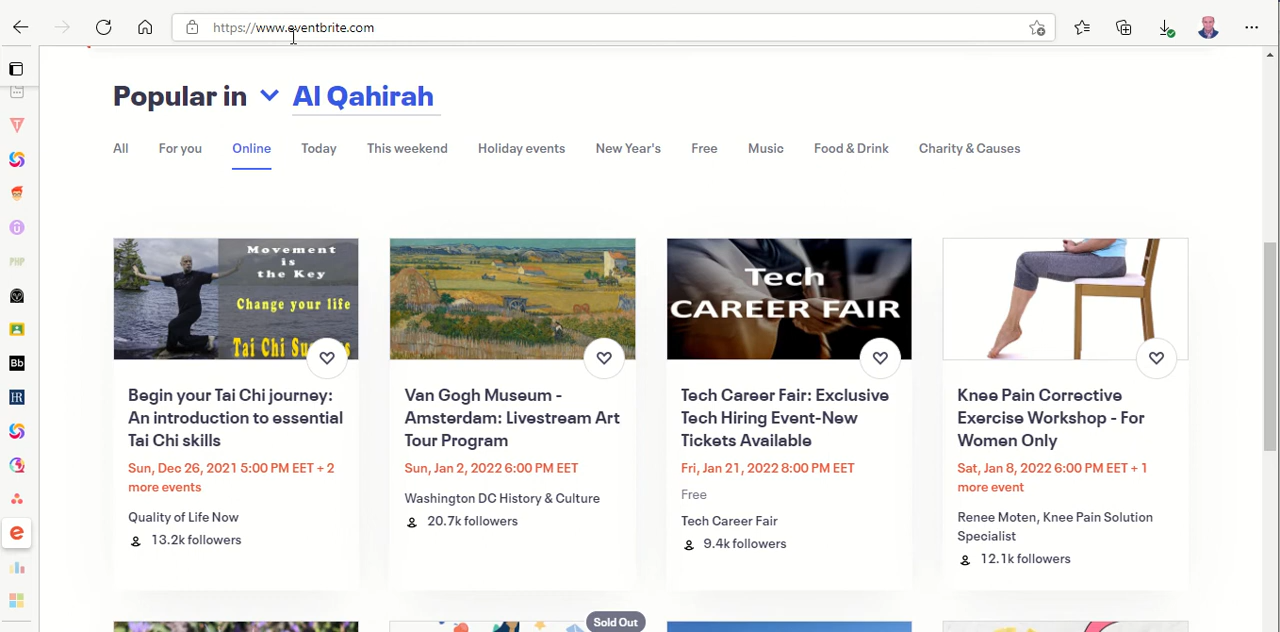 https://www.eventbrite.com
Popular in Al Qahirah
All For you Online Today This weekend Holiday events New Year's Free Music Food & Drink Charity & Causes
Movement
is
the Key
Change your life
Tai Chi
Tech
CAREER FAIR
Begin your Tai Chi journey:
An introduction to essential
Tai Chi skills
Sun, Dec 26, 2021 5:00 PM EET + 2
more events
Quality of Life Now
13.2k followers
Van Gogh Museum -
Amsterdam: Livestream Art
Tour Program
Sun, Jan 2, 2022 6:00 PM EET
Washington DC History & Culture
20.7k followers
Tech Career Fair: Exclusive
Tech Hiring Event-New
Tickets Available
Fri, Jan 21, 2022 8:00 PM EET
Free
Tech Career Fair
9.4k followers
Knee Pain Corrective
Exercise Workshop - For
Women Only
Sat, Jan 8, 2022 6:00 PM EET + 1
more event
Renee Moten, Knee Pain Solution
Specialist
12.1k followers
Sold Out
PHP
Bb
HR